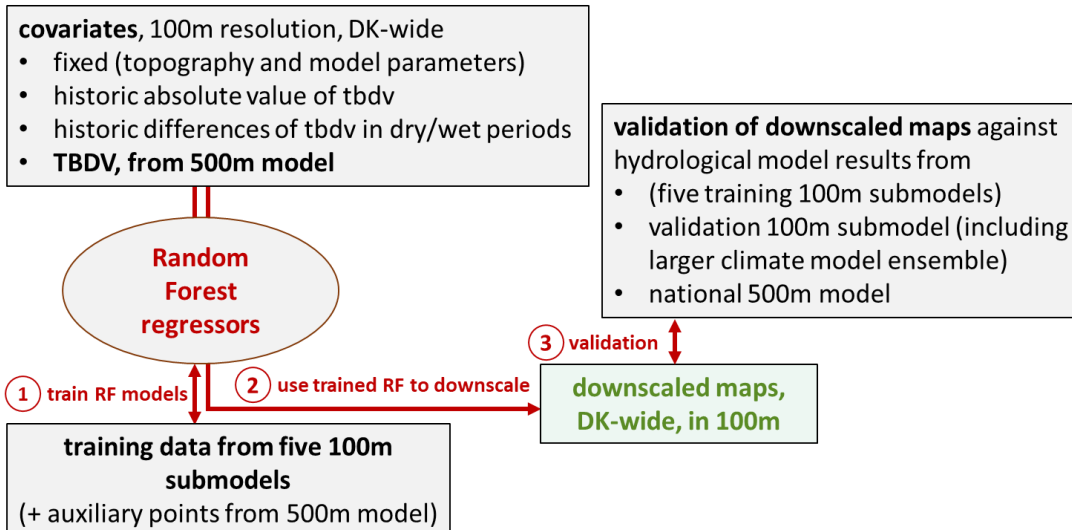 covariates, 100m resolution, DK-wide
• fixed (topography and model parameters)
• historic absolute value of tbdv
• historic differences of tbdv in dry/wet periods
• TBDV, from 500m model
validation of downscaled maps against
hydrological model results from
• (five training 100m submodels)
• validation 100m submodel (including
larger climate model ensemble)
• national 500m model
Random
Forest
regressors
3 validation
1 train RF models
2 use trained RF to downscale
downscaled maps,
DK-wide, in 100m
training data from five 100m
submodels
(+ auxiliary points from 500m model)